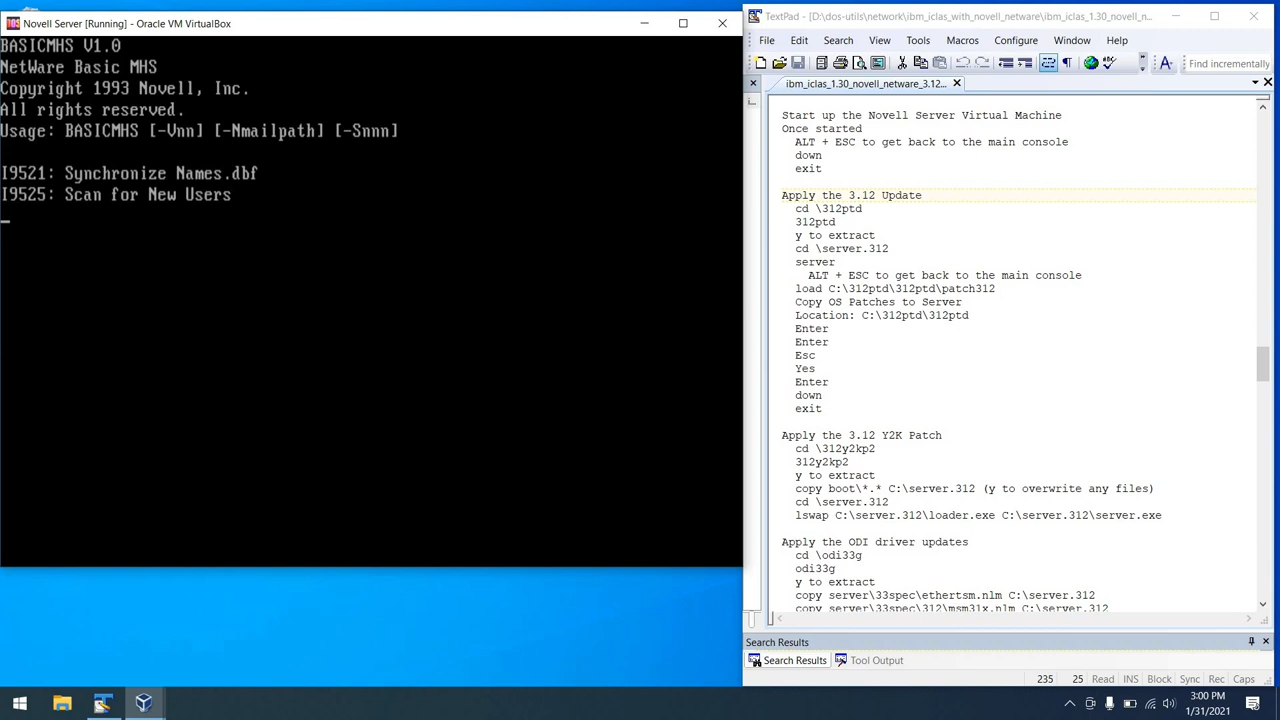 Novell Server [Running] - Oracle VM VirtualBox
BASICMHS V1.0
NetWare Basic MHS
Copyright 1993 Novell, Inc.
All rights reserved.
Usage: BASICMHS [-Vnn] [-Nmailpath] [-Snnn]
I9521: Synchronize Names.dbf
I9525: Scan for New Users
TextPad - [D:\dos-utils\network\ibm_iclas_with_novell_netware\ibm_iclas_1.30_novell_n...
File Edit Search View Tools Macros Configure Window Help
Find incrementally
ibm_iclas_1.30_novell_netware_3.12...
Start up the Novell Server Virtual Machine
Once started
ALT + ESC to get back to the main console
down
exit
Apply the 3.12 Update
cd \312ptd
312ptd
y to extract
cd \server.312
server
ALT + ESC to get back to the main console
load C:\312ptd\312ptd\patch312
Copy OS Patches to Server
Location: C:\312ptd\312ptd
Enter
Enter
Esc
Yes
Enter
down
exit
Apply the 3.12 Y2K Patch
cd \312y2kp2
312y2kp2
y to extract
copy boot\*.* C:\server.312 (y to overwrite any files)
cd \server.312
lswap C:\server.312\loader.exe C:\server.312\server.exe
Apply the ODI driver updates
cd \odi33g
odi33g
y to extract
copy server\33spec\ethertsm.nlm C:\server.312
copy server\33spec\312\msm31x.nlm C:\server.312
Search Results
Search Results Tool Output
235 25 Read INS Block Sync Rec Caps
3:00 PM
1/31/2021